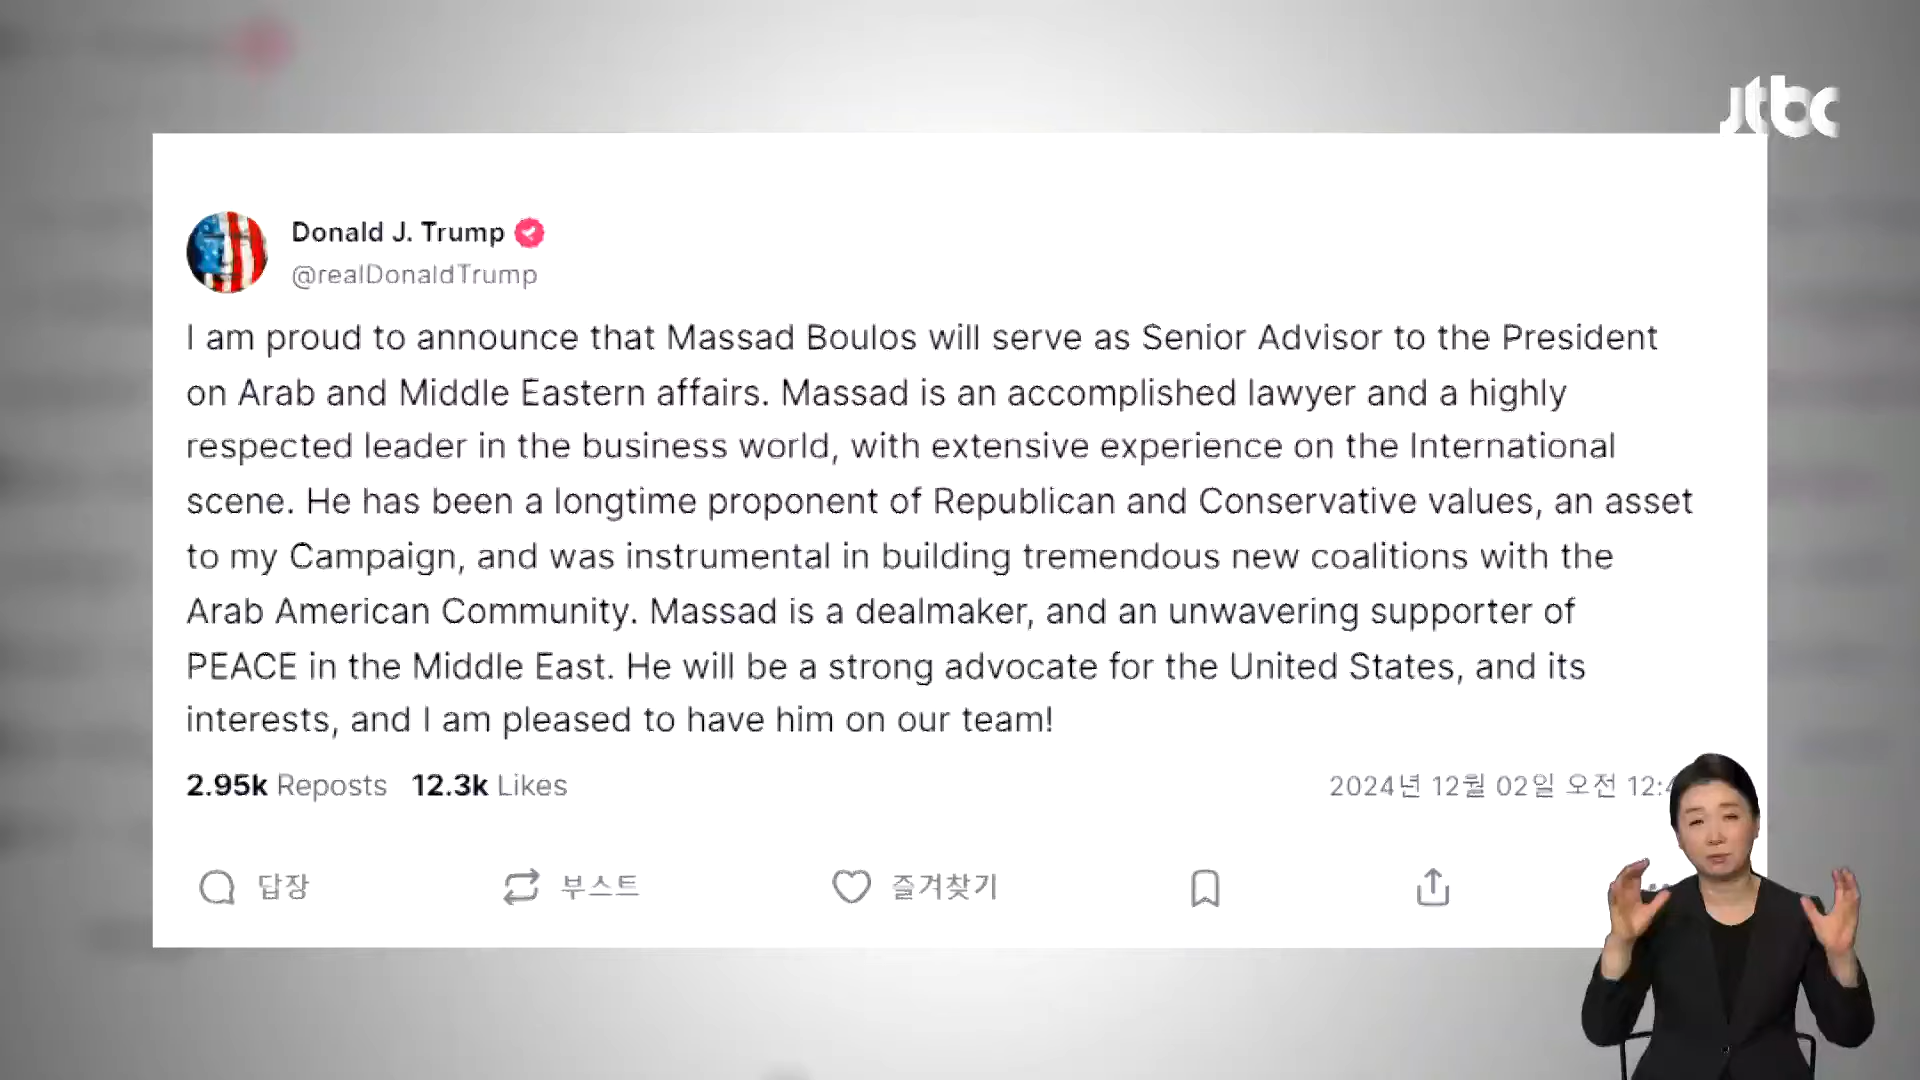 jtbc
Donald J. Trump
@realDonaldTrump
I am proud to announce that Massad Boulos will serve as Senior Advisor to the President
on Arab and Middle Eastern affairs. Massad is an accomplished lawyer and a highly
respected leader in the business world, with extensive experience on the International
scene. He has been a longtime proponent of Republican and Conservative values, an asset
to my Campaign, and was instrumental in building tremendous new coalitions with the
Arab American Community. Massad is a dealmaker, and an unwavering supporter of
PEACE in the Middle East. He will be a strong advocate for the United States, and its
interests, and I am pleased to have him on our team!
2.95k Reposts 12.3k Likes 2024년 12월 02일 오전
답장 부스트 즐겨찾기